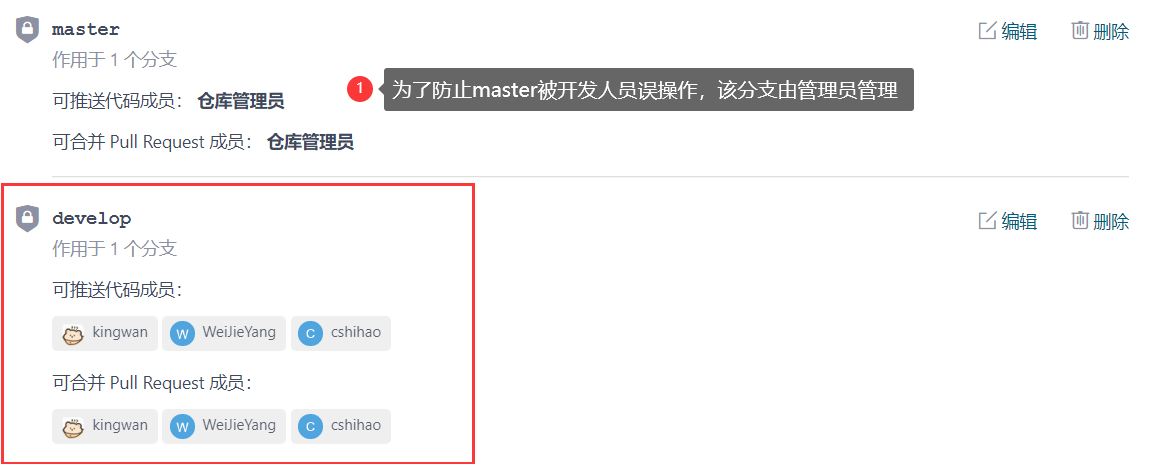 master
编辑 删除
作用于 1 个分支
可推送代码成员： 仓库管理员
1 为了防止master被开发人员误操作，该分支由管理员管理
可合并 Pull Request 成员： 仓库管理员
develop
编辑 删除
作用于 1 个分支
可推送代码成员：
kingwan W WeiJieYang C cshihao
可合并 Pull Request 成员：
kingwan W WeiJieYang C cshihao